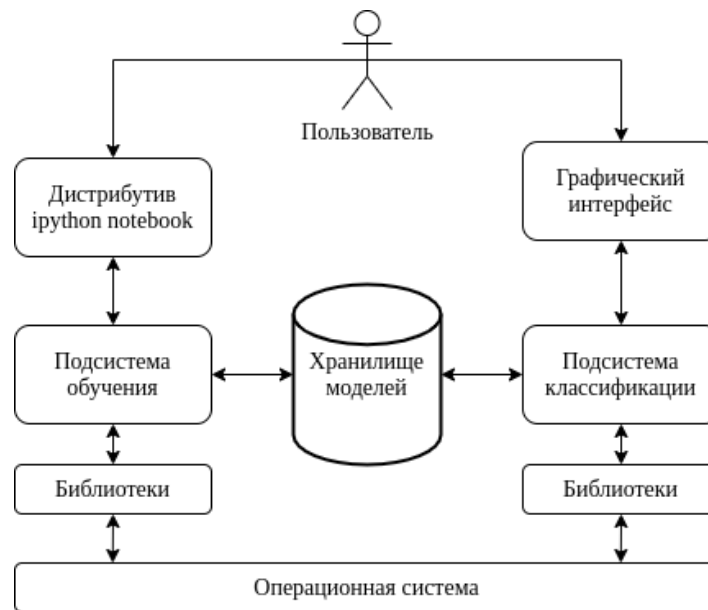 Пользователь
Дистрибутив
ipython notebook
Графический
интерфейс
Подсистема
обучения
Хранилище
моделей
Подсистема
классификации
Библиотеки
Библиотеки
Операционная система